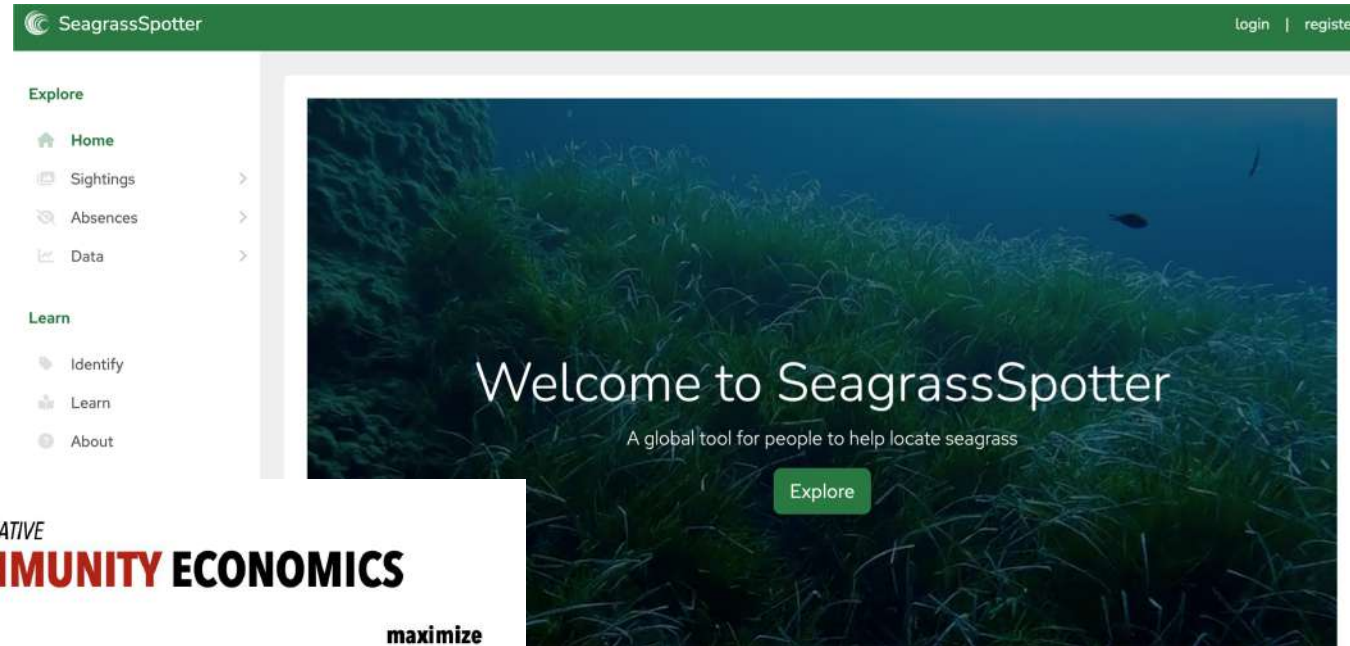 SeagrassSpotter
login | registe
Explore
Home
Sightings
Absences
Data
Learn
Identify
Learn
About
Welcome to SeagrassSpotter
A global tool for people to help locate seagrass
Explore
ATIVE
MMUNITY ECONOMICS
maximize